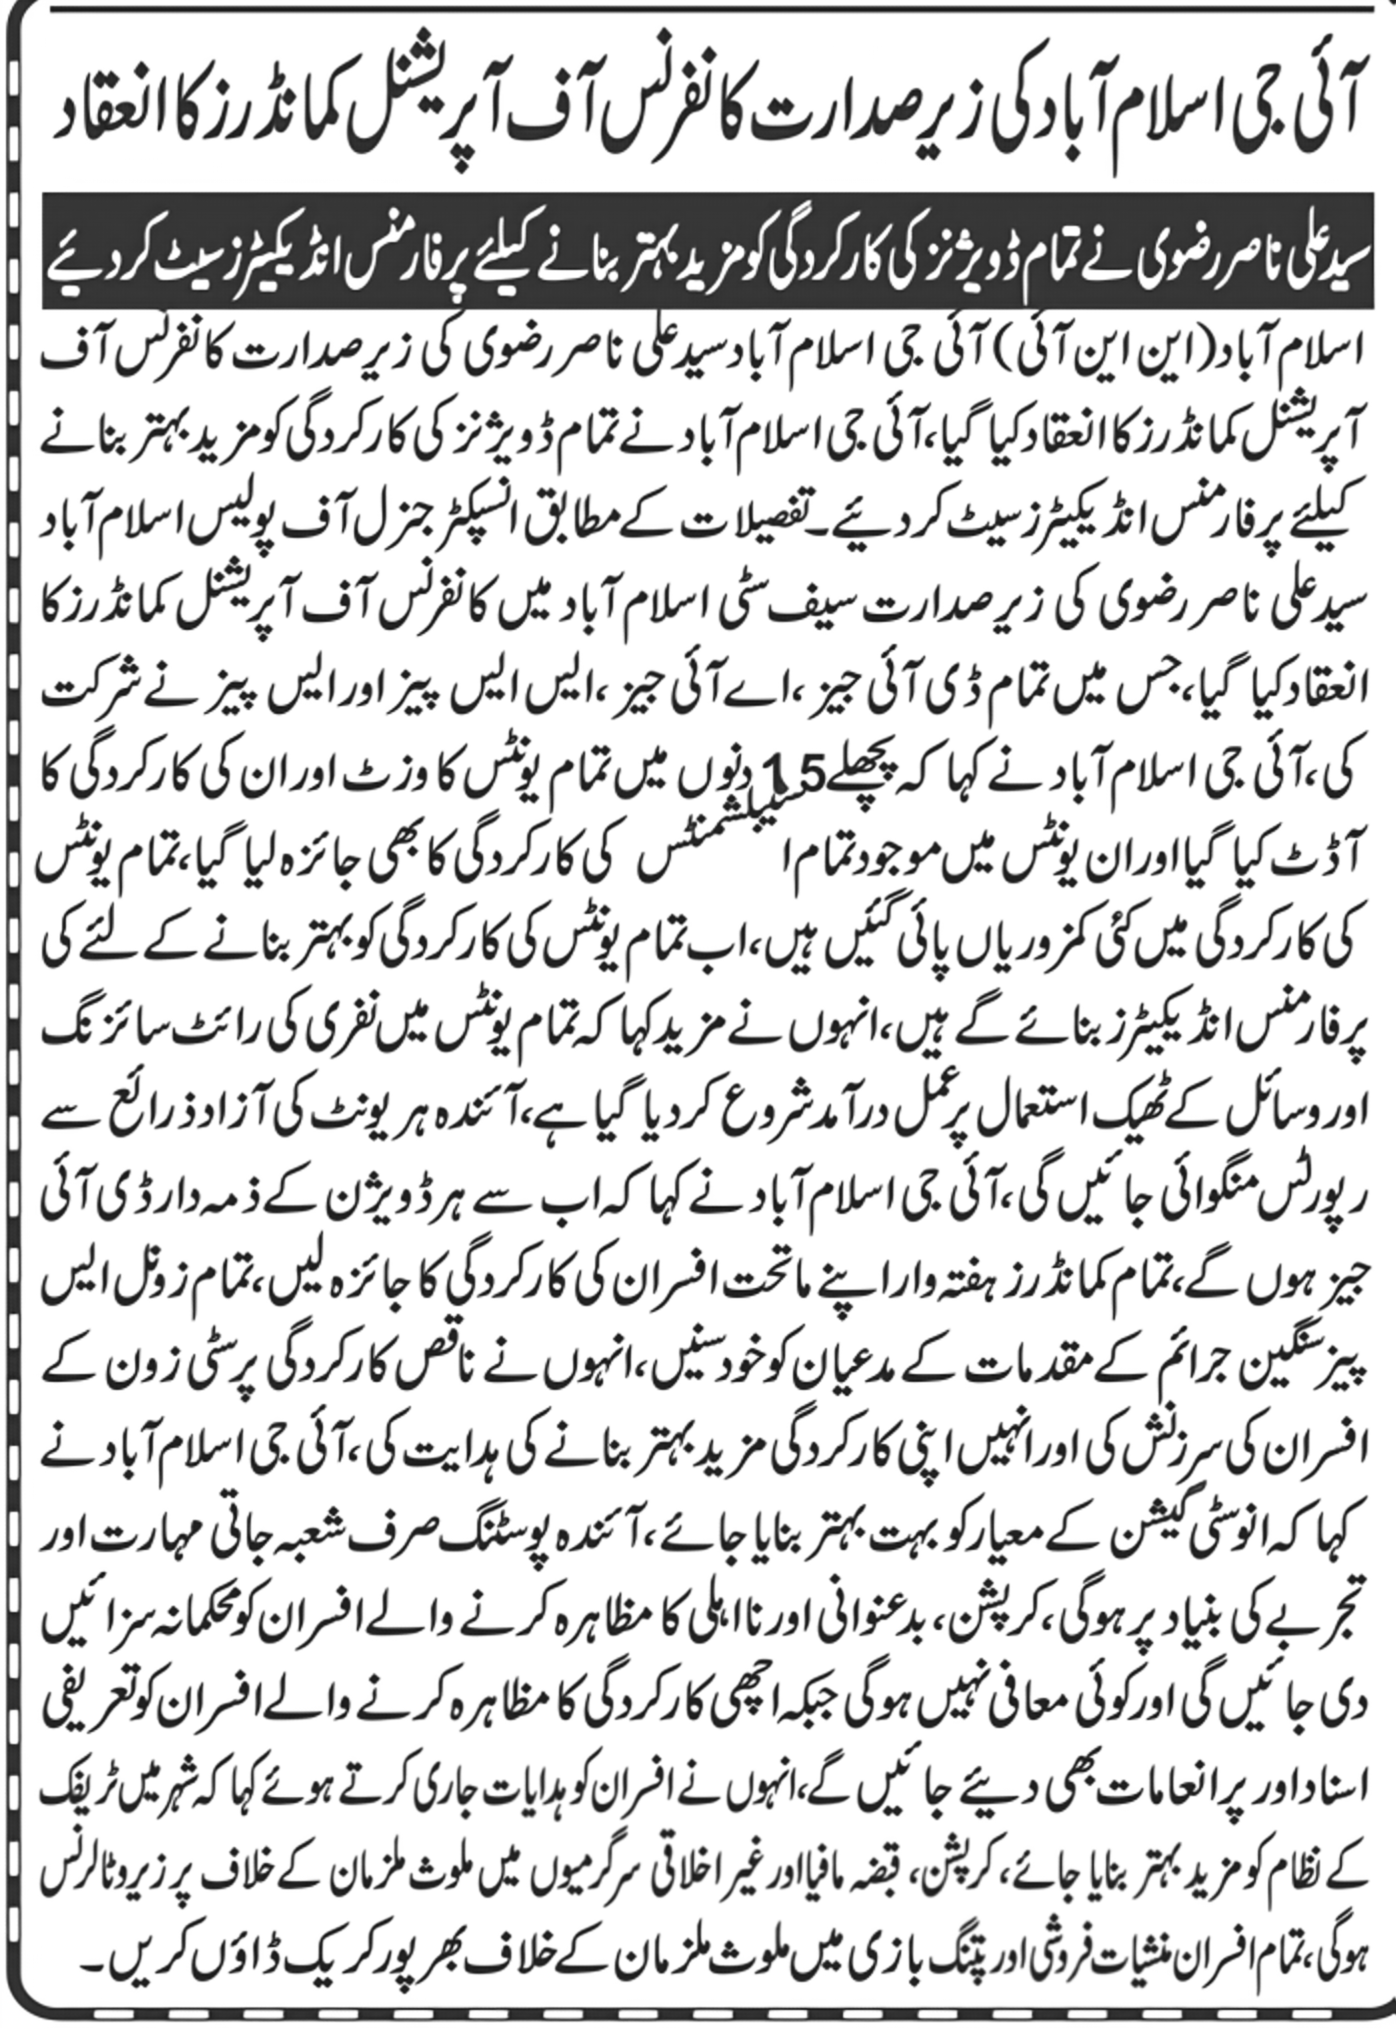 آئی جی اسلام آباد کی زیر صدارت کانفرنس آف آپریشنل کمانڈرز کا انعقاد
سید علی ناصر رضوی نے تمام ڈویژنز کی کارکردگی کو مزید بہتر بنانے کیلئے پرفارمنس انڈیکیٹرز سیٹ کر دیئے
اسلام آباد (این این آئی) آئی جی اسلام آباد سید علی ناصر رضوی کی زیر صدارت کانفرنس آف
آپریشنل کمانڈرز کا انعقاد کیا گیا، آئی جی اسلام آباد نے تمام ڈویژنز کی کارکردگی کو مزید بہتر بنانے
کیلئے پرفارمنس انڈیکیٹرز سیٹ کر دیئے۔ تفصیلات کے مطابق انسپکٹر جنرل آف پولیس اسلام آباد
سید علی ناصر رضوی کی زیر صدارت سیف سٹی اسلام آباد میں کانفرنس آف آپریشنل کمانڈرز کا
انعقاد کیا گیا، جس میں تمام ڈی آئی جیز، اے آئی جیز، ایس ایس پیز اور ایس پیز نے شرکت
کی، آئی جی اسلام آباد نے کہا کہ پچھلے 15 دنوں میں تمام یونٹس کا وزٹ اور ان کی کارکردگی کا
آڈٹ کیا گیا اور ان یونٹس میں موجود تمام اسٹیبلشمنٹس کی کارکردگی کا بھی جائزہ لیا گیا، تمام یونٹس
کی کارکردگی میں کئی کمزوریاں پائی گئیں ہیں، اب تمام یونٹس کی کارکردگی کو بہتر بنانے کے لئے کی
پرفارمنس انڈیکیٹرز بنائے گے ہیں، انہوں نے مزید کہا کہ تمام یونٹس میں نفری کی رائٹ سائزنگ
اور وسائل کے ٹھیک استعمال پر عمل درآمد شروع کر دیا گیا ہے، آئندہ ہر یونٹ کی آزاد ذرائع سے
رپورٹس منگوائی جائیں گی، آئی جی اسلام آباد نے کہا کہ اب سے ہر ڈویژن کے ذمہ دار ڈی آئی
جیز ہوں گے، تمام کمانڈرز ہفتہ وار اپنے ماتحت افسران کی کارکردگی کا جائزہ لیں، تمام زونل ایس
پیز سنگین جرائم کے مقدمات کے مدعیان کو خود سنیں، انہوں نے ناقص کارکردگی پر سٹی زون کے
افسران کی سرزنش کی اور انہیں اپنی کارکردگی مزید بہتر بنانے کی ہدایت کی، آئی جی اسلام آباد نے
کہا کہ انوسٹی گیشن کے معیار کو بہت بہتر بنایا جائے، آئندہ پوسٹنگ صرف شعبہ جاتی مہارت اور
تجربے کی بنیاد پر ہوگی، کرپشن، بدعنوانی اور نااہلی کا مظاہرہ کرنے والے افسران کو محکمانہ سزائیں
دی جائیں گی اور کوئی معافی نہیں ہوگی جبکہ اچھی کارکردگی کا مظاہرہ کرنے والے افسران کو تعریفی
اسناد اور پر انعامات بھی دیئے جائیں گے، انہوں نے افسران کو ہدایات جاری کرتے ہوئے کہا کہ شہر میں ٹریفک
کے نظام کو مزید بہتر بنایا جائے، کرپشن، قبضہ مافیا اور غیر اخلاقی سرگرمیوں میں ملوث ملزمان کے خلاف پر زیرو ٹالرنس
ہوگی، تمام افسران منشیات فروشی اور پتنگ بازی میں ملوث ملزمان کے خلاف بھرپور کریک ڈاؤن کریں۔